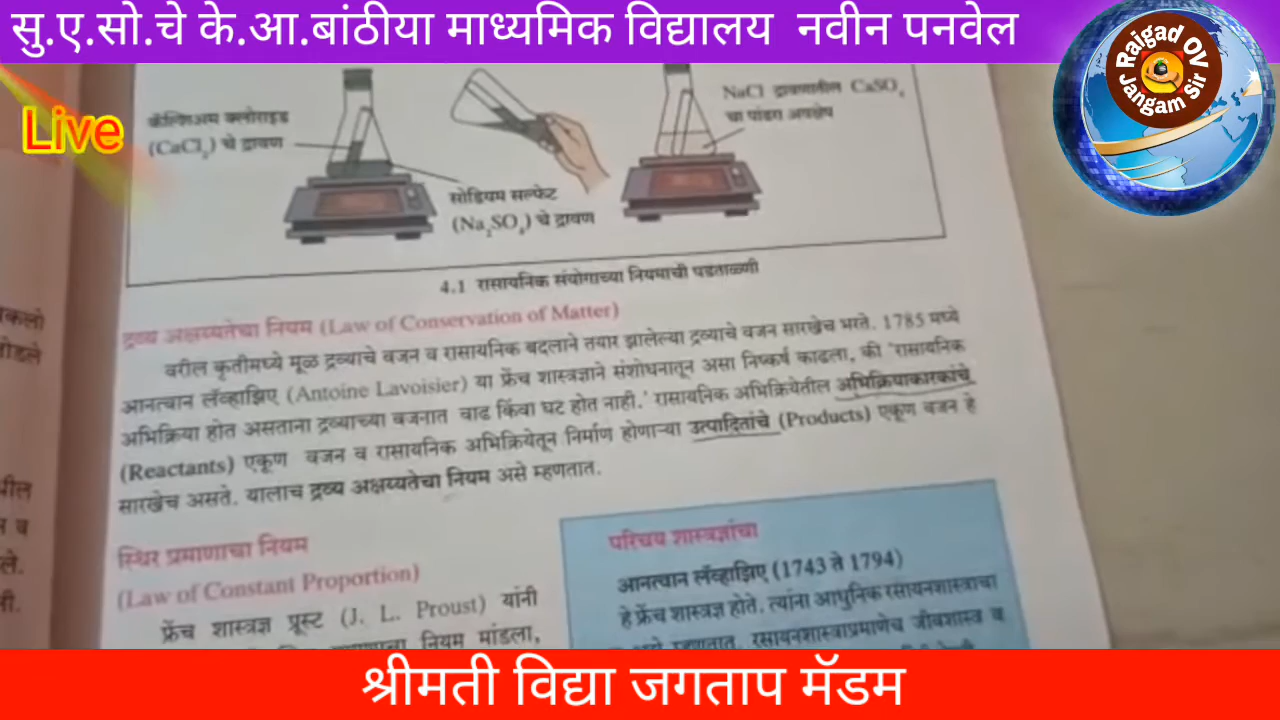 सु.ए.सो.चे के.आ.बांठीया माध्यमिक विद्यालय नवीन पनवेल
Raigad OV
Jangam Sir
Live
कॅल्शिअम क्लोराइड
(CaCl₂) चे द्रावण
सोडियम सल्फेट
(Na₂SO₄) चे द्रावण
NaCl द्रावणातील CaSO₄
चा पांढरा अवक्षेप
4.1 रासायनिक संयोगाच्या नियमाची पडताळणी
द्रव्य अक्षय्यतेचा नियम (Law of Conservation of Matter)
वरील कृतीमध्ये मूळ द्रव्याचे वजन व रासायनिक बदलाने तयार झालेल्या द्रव्याचे वजन सारखेच भरते. 1785 मध्ये
आनत्वान लॅव्हाझिए (Antoine Lavoisier) या फ्रेंच शास्त्रज्ञाने संशोधनातून असा निष्कर्ष काढला, की 'रासायनिक
अभिक्रिया होत असताना द्रव्याच्या वजनात वाढ किंवा घट होत नाही.' रासायनिक अभिक्रियेतील अभिक्रियाकारकांचे
(Reactants) एकूण वजन व रासायनिक अभिक्रियेतून निर्माण होणाऱ्या उत्पादितांचे (Products) एकूण वजन हे
सारखेच असते. यालाच द्रव्य अक्षय्यतेचा नियम असे म्हणतात.
स्थिर प्रमाणाचा नियम
(Law of Constant Proportion)
फ्रेंच शास्त्रज्ञ प्रूस्ट (J. L. Proust) यांनी
नियम मांडला,
परिचय शास्त्रज्ञांचा
आनत्वान लॅव्हाझिए (1743 ते 1794)
हे फ्रेंच शास्त्रज्ञ होते. त्यांना आधुनिक रसायनशास्त्राचा
म्हणतात. रसायनशास्त्राप्रमाणेच जीवशास्त्र व
श्रीमती विद्या जगताप मॅडम